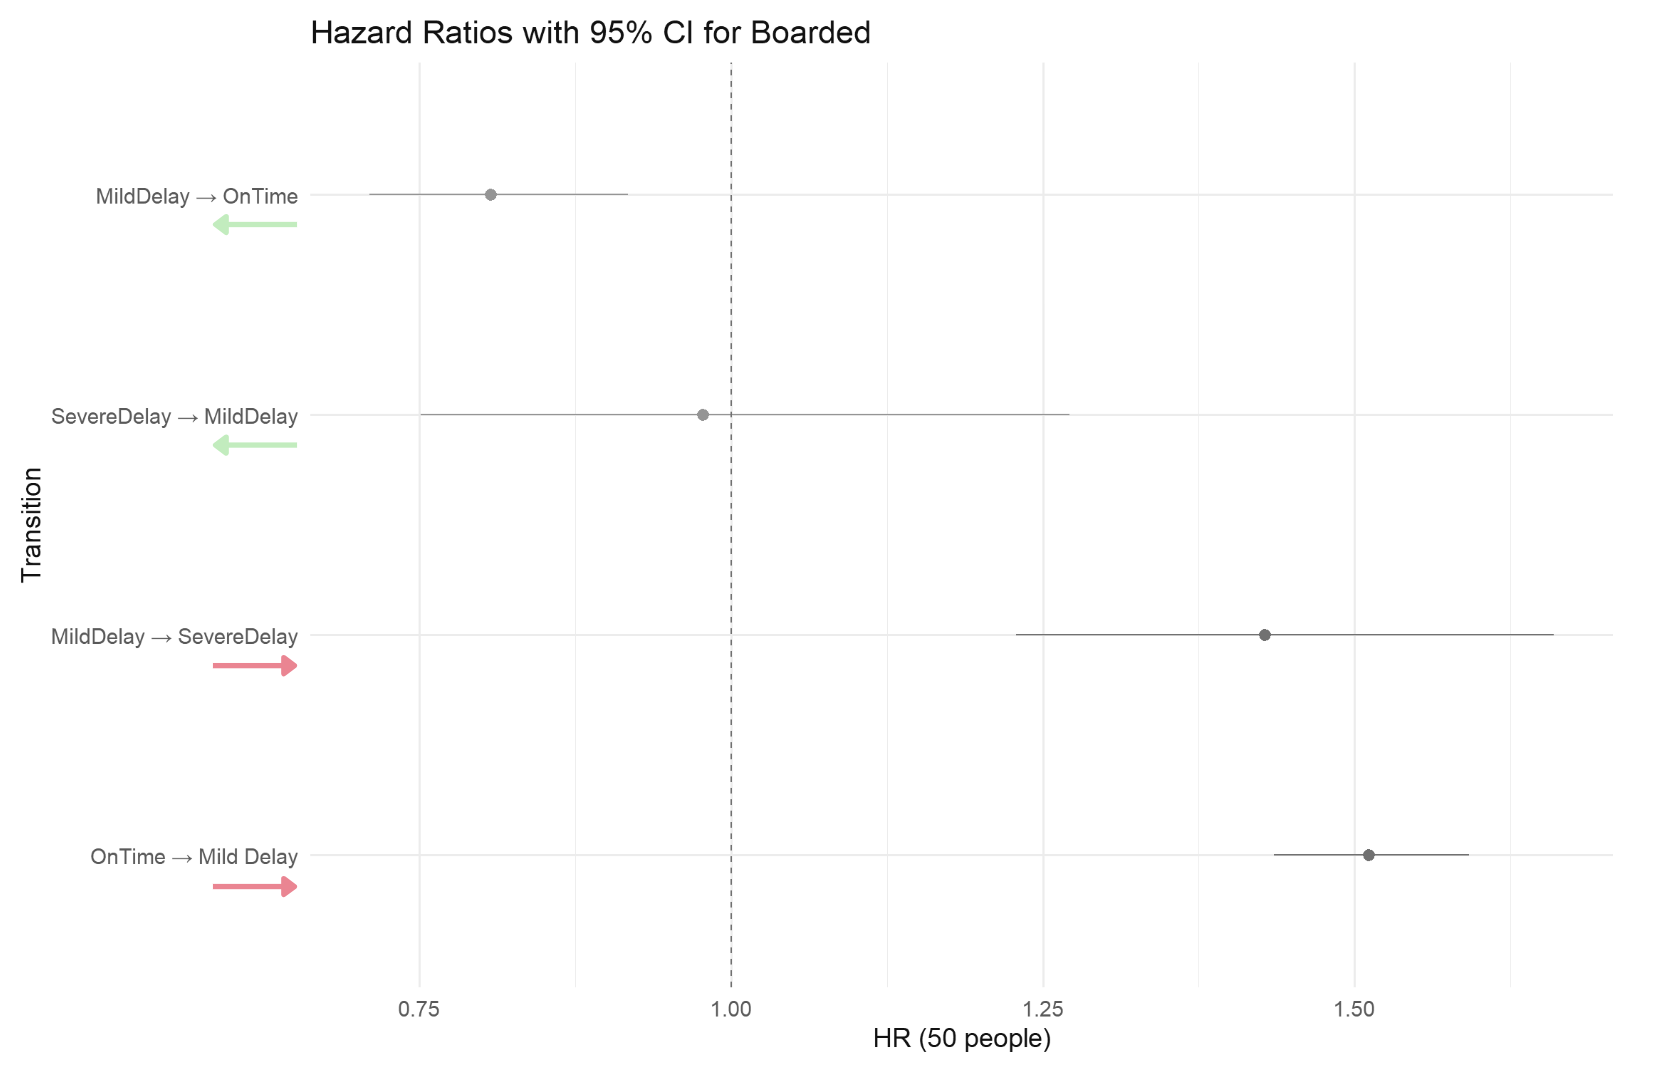 Hazard Ratios with 95% CI for Boarded
MildDelay → OnTime
SevereDelay → MildDelay
Transition
MildDelay → SevereDelay
OnTime → Mild Delay
0.75 1.00 1.25 1.50
HR (50 people)